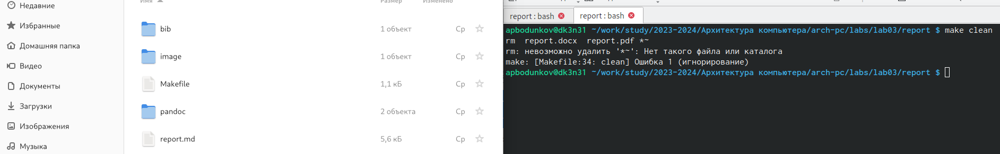 Недавние
Избранные
Домашняя папка
Видео
Документы
Загрузки
Изображения
Музыка
Имя Размер Изменено
bib 1 объект Ср
image 1 объект Ср
Makefile 1,1 кБ Ср
pandoc 2 объекта Ср
report.md 5,6 кБ Ср
report : bash report : bash
apbodunkov@dk3n31 ~/work/study/2023-2024/Архитектура компьютера/arch-pc/labs/lab03/report $ make clean
rm  report.docx  report.pdf *~
rm: невозможно удалить '*~': Нет такого файла или каталога
make: [Makefile:34: clean] Ошибка 1 (игнорирование)
apbodunkov@dk3n31 ~/work/study/2023-2024/Архитектура компьютера/arch-pc/labs/lab03/report $